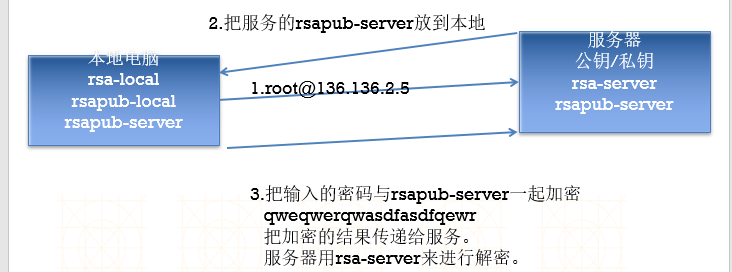 2.把服务的rsapub-server放到本地
本地电脑
rsa-local
rsapub-local
rsapub-server
1.root@136.136.2.5
服务器
公钥/私钥
rsa-server
rsapub-server
3.把输入的密码与rsapub-server一起加密
qweqwerqwasdfasdfqewr
把加密的结果传递给服务。
服务器用rsa-server来进行解密。